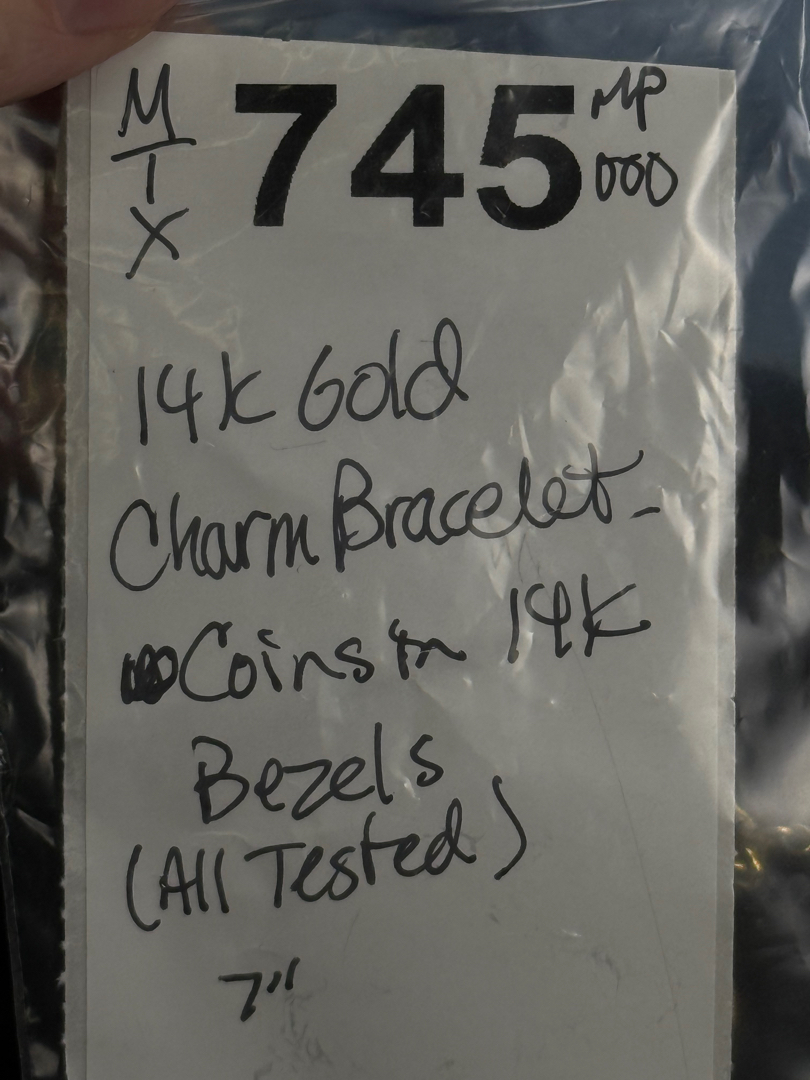 M
I
X
745
MP
000
14k Gold
Charm Bracelet-
Coins in 14k
Bezels
(All Tested)
7"